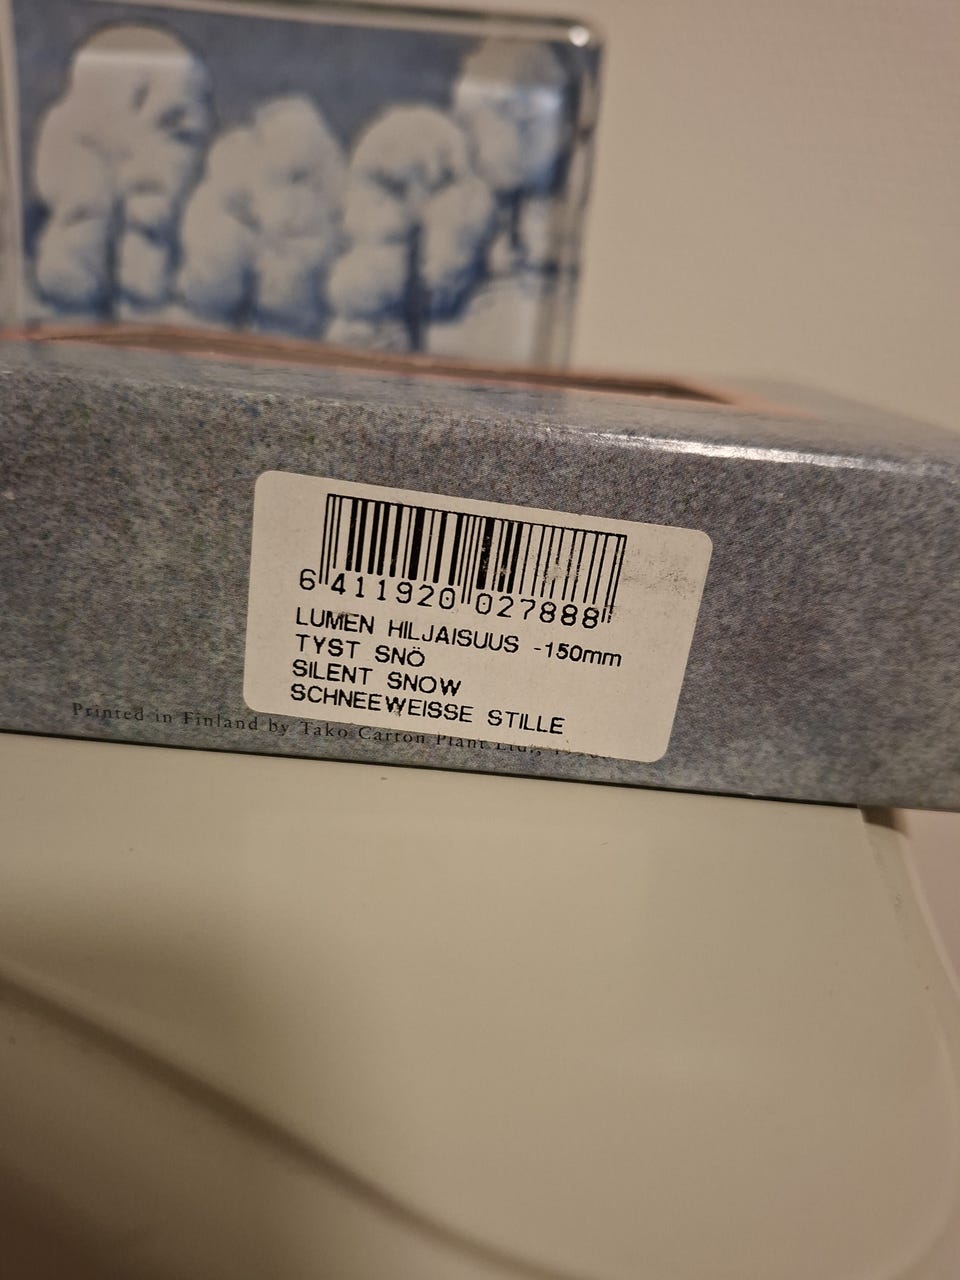 6 411920 027888
LUMEN HILJAISUUS -150mm
TYST SNÖ
SILENT SNOW
SCHNEEWEISSE STILLE
Printed in Finland by Tako Carton Plant Ltd.,